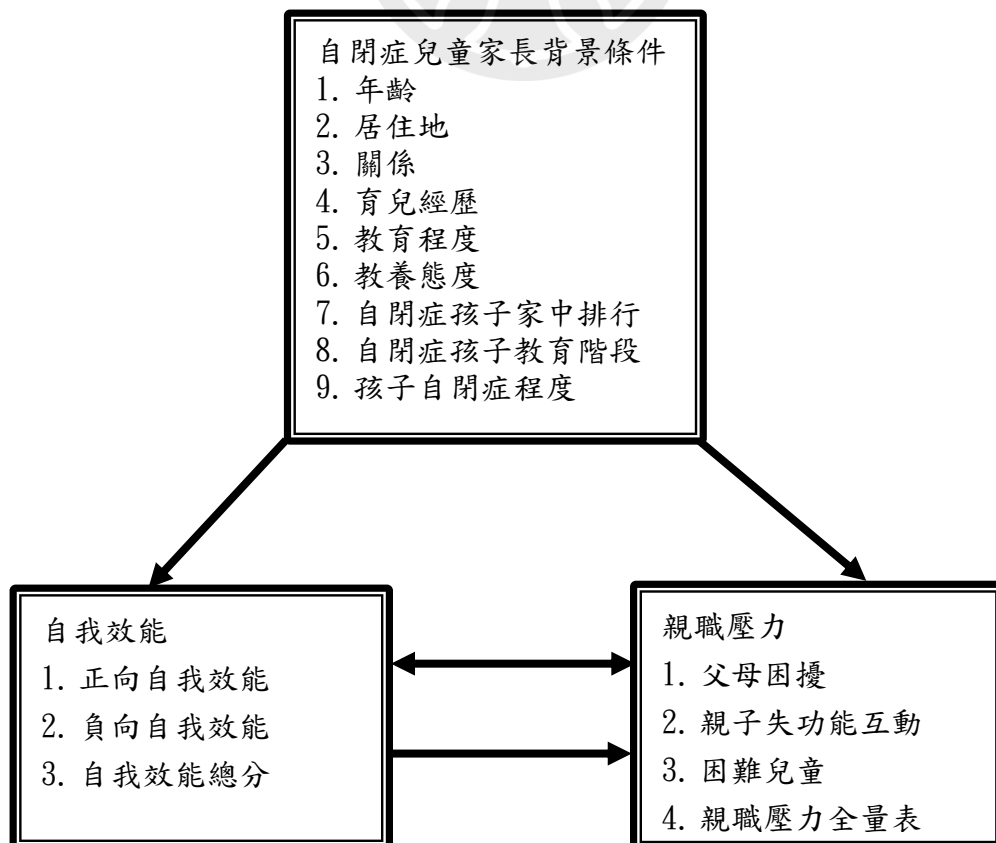 自閉症兒童家長背景條件
1. 年齡
2. 居住地
3. 關係
4. 育兒經歷
5. 教育程度
6. 教養態度
7. 自閉症孩子家中排行
8. 自閉症孩子教育階段
9. 孩子自閉症程度
自我效能
1. 正向自我效能
2. 負向自我效能
3. 自我效能總分
親職壓力
1. 父母困擾
2. 親子失功能互動
3. 困難兒童
4. 親職壓力全量表